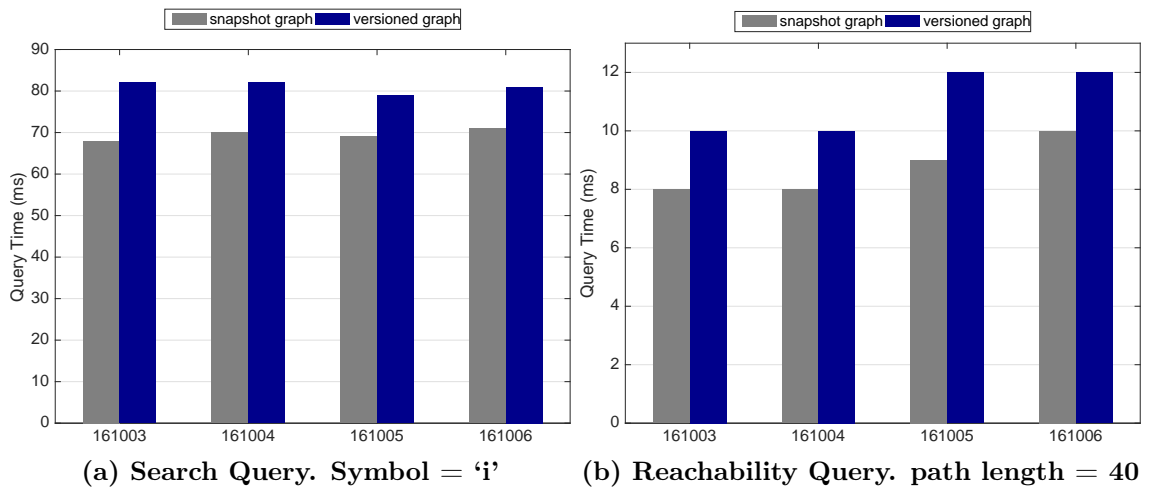 snapshot graph versioned graph
90
80
70
60
50
40
30
20
10
0
Query Time (ms)
161003 161004 161005 161006
(a) Search Query. Symbol = ‘i’
snapshot graph versioned graph
12
10
8
6
4
2
0
Query Time (ms)
161003 161004 161005 161006
(b) Reachability Query. path length = 40